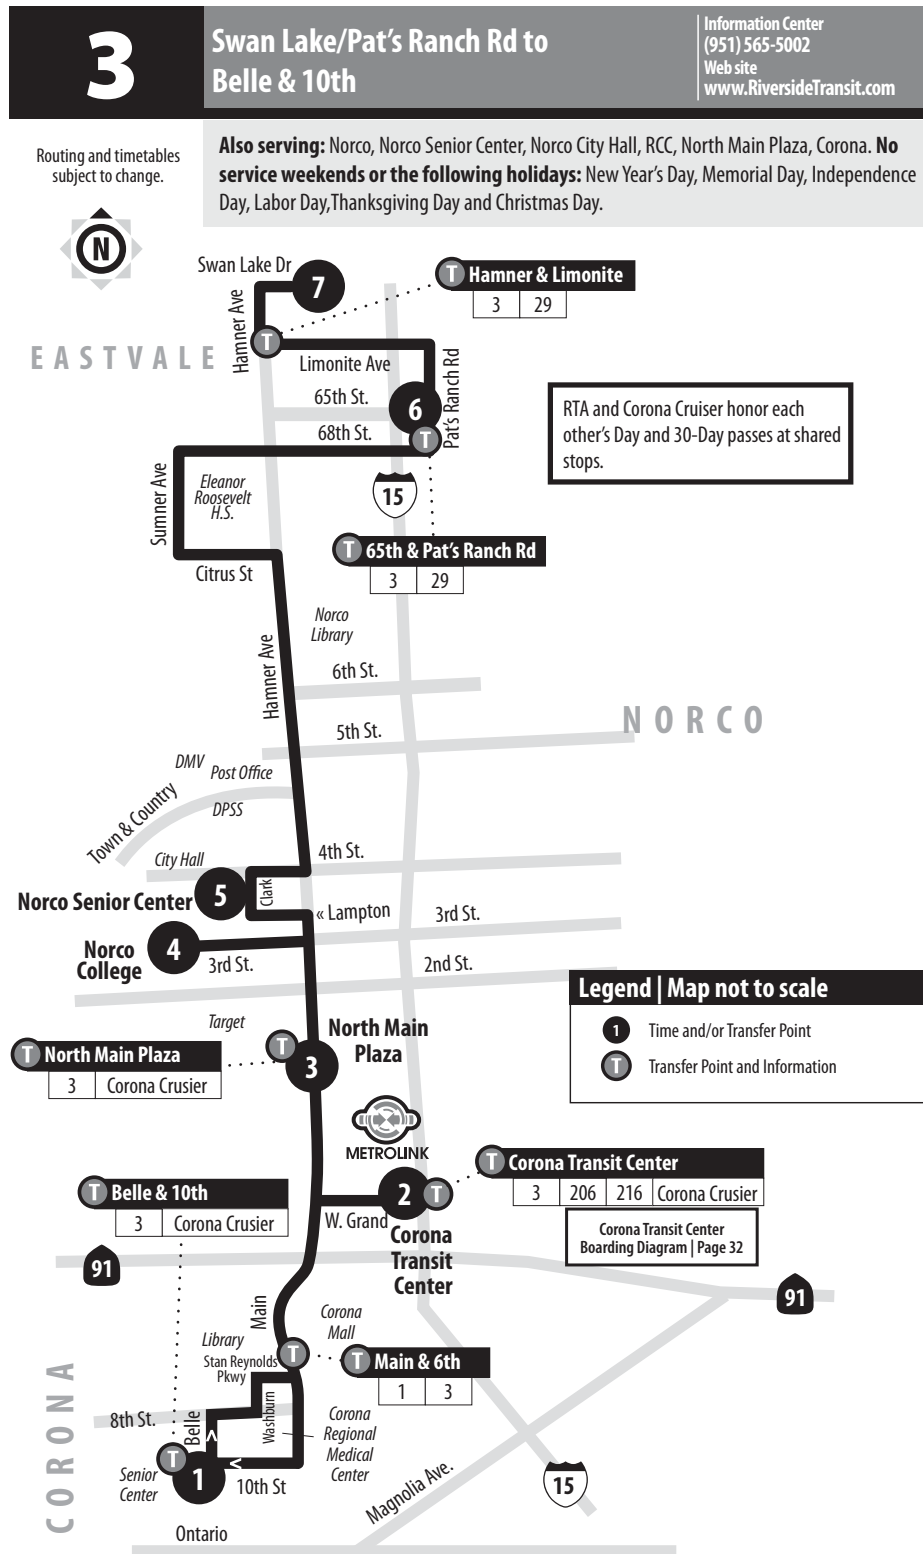 3
Swan Lake/Pat's Ranch Rd to
Belle & 10th
Information Center
(951) 565-5002
Web site
www.RiversideTransit.com
Routing and timetables
subject to change.
Also serving: Norco, Norco Senior Center, Norco City Hall, RCC, North Main Plaza, Corona. No
service weekends or the following holidays: New Year's Day, Memorial Day, Independence
Day, Labor Day,Thanksgiving Day and Christmas Day.
N
Swan Lake Dr
7
T Hamner & Limonite
3 29
Hamner Ave
T
EASTVALE
Limonite Ave
Pat's Ranch Rd
65th St.
6
68th St.
T
RTA and Corona Cruiser honor each
other's Day and 30-Day passes at shared
stops.
Sumner Ave
Eleanor
Roosevelt
H.S.
15
T 65th & Pat's Ranch Rd
3 29
Citrus St
Norco
Library
Hamner Ave
6th St.
NORCO
5th St.
DMV
Post Office
Town & Country
DPSS
City Hall
4th St.
Norco Senior Center
5
Clark
« Lampton
3rd St.
Norco
College
4
3rd St.
2nd St.
Legend | Map not to scale
1 Time and/or Transfer Point
T Transfer Point and Information
Target
North Main
Plaza
T
3
T North Main Plaza
3 Corona Crusier
METROLINK
T Corona Transit Center
3 206 216 Corona Crusier
Corona Transit Center
Boarding Diagram | Page 32
T Belle & 10th
3 Corona Crusier
2
T
W. Grand
Corona
Transit
Center
91
91
Main
Corona
Mall
Library
T
Stan Reynolds
Pkwy
T Main & 6th
1 3
CORONA
8th St.
Belle
Washburn
Corona
Regional
Medical
Center
T
1
Senior
Center
10th St
Magnolia Ave.
15
Ontario